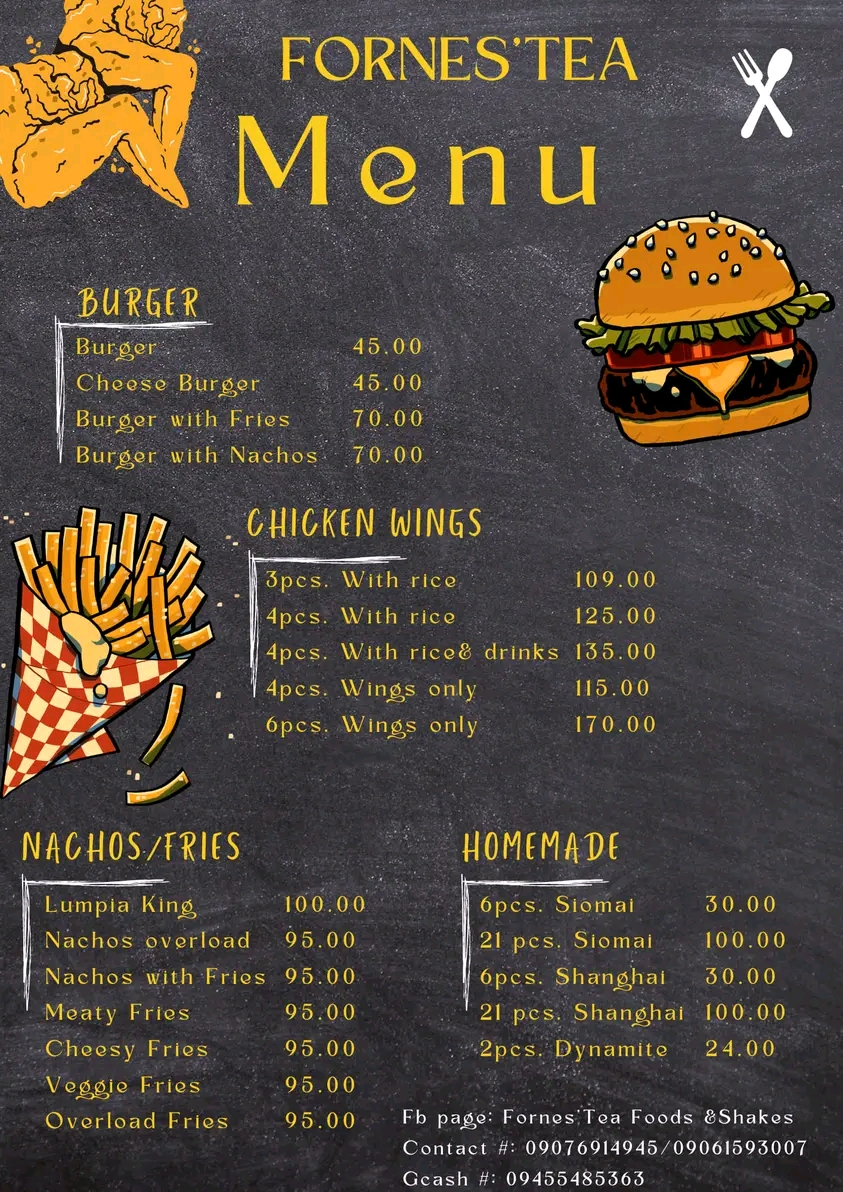 FORNES'TEA
Menu
BURGER
Burger 45.00
Cheese Burger 45.00
Burger with Fries 70.00
Burger with Nachos 70.00
CHICKEN WINGS
3pcs. With rice 109.00
4pcs. With rice 125.00
4pcs. With rice& drinks 135.00
4pcs. Wings only 115.00
6pcs. Wings only 170.00
NACHOS/FRIES
Lumpia King 100.00
Nachos overload 95.00
Nachos with Fries 95.00
Meaty Fries 95.00
Cheesy Fries 95.00
Veggie Fries 95.00
Overload Fries 95.00
HOMEMADE
6pcs. Siomai 30.00
21 pcs. Siomai 100.00
6pcs. Shanghai 30.00
21 pcs. Shanghai 100.00
2pcs. Dynamite 24.00
Fb page: Fornes'Tea Foods &Shakes
Contact #: 09076914945/09061593007
Gcash #: 09455485363